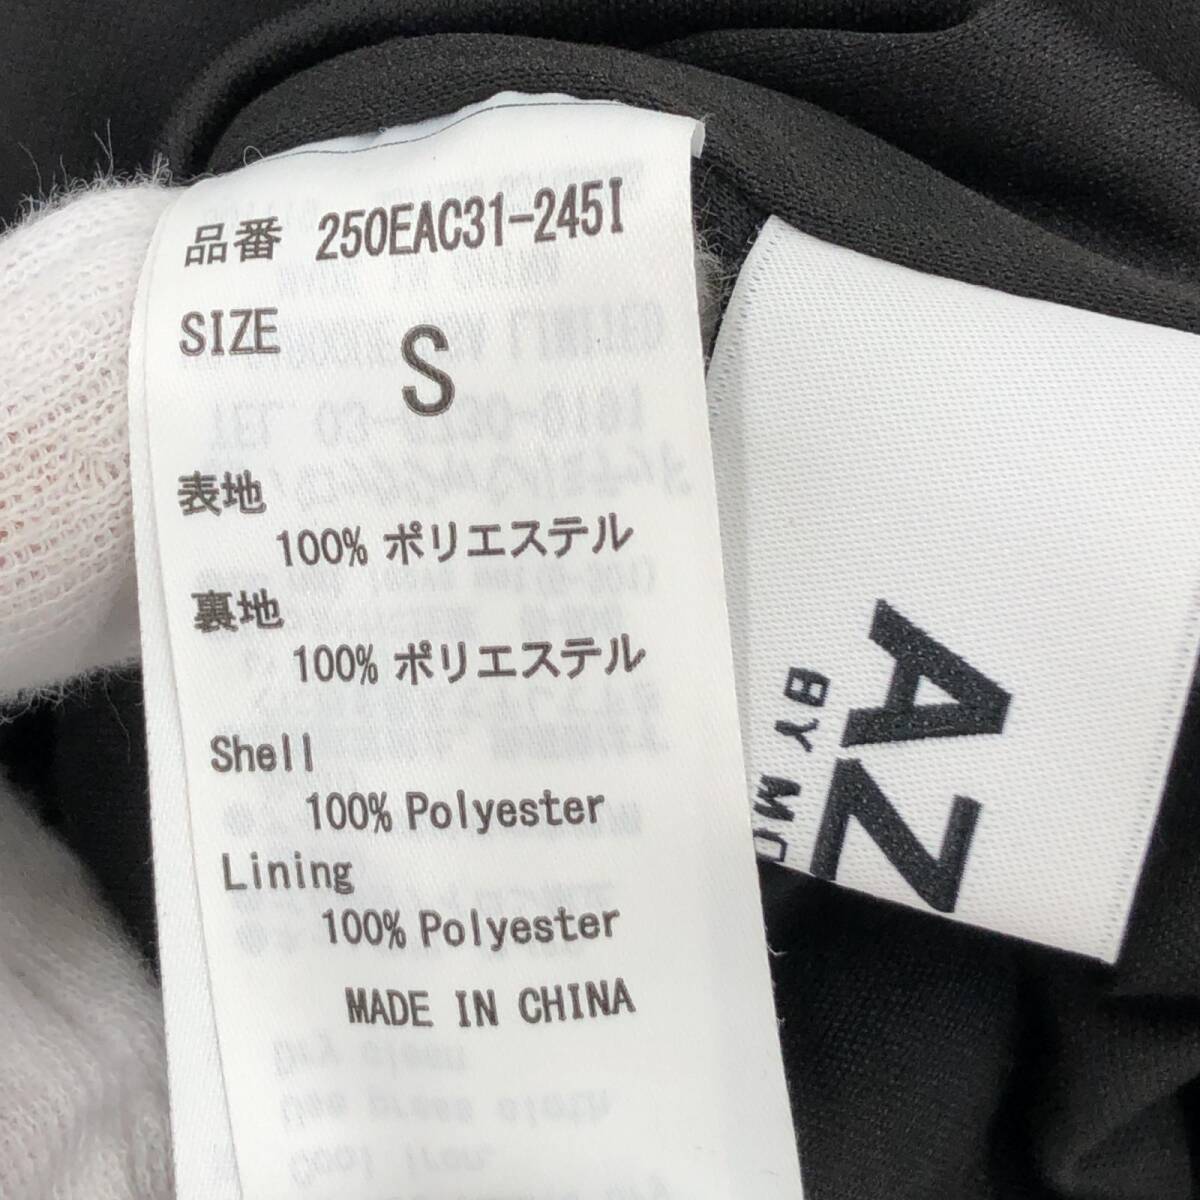 品番 250EAC31-245I
SIZE S
表地
100% ポリエステル
裏地
100% ポリエステル
Shell
100% Polyester
Lining
100% Polyester
MADE IN CHINA
AZ
BY MO